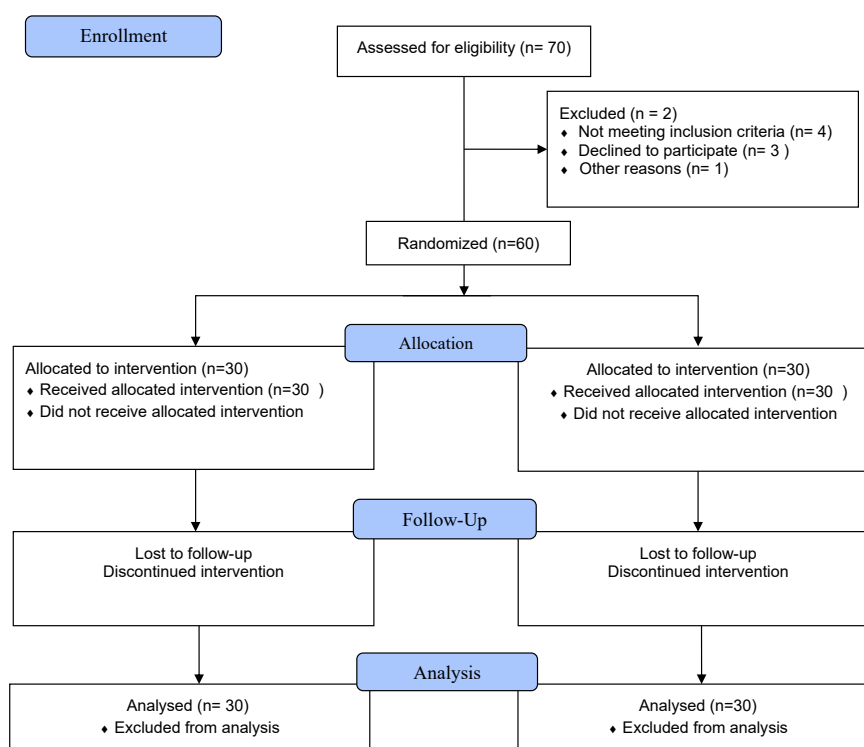 Enrollment
Assessed for eligibility (n= 70)
Excluded (n = 2)
♦ Not meeting inclusion criteria (n= 4)
♦ Declined to participate (n= 3 )
♦ Other reasons (n= 1)
Randomized (n=60)
Allocation
Allocated to intervention (n=30)
♦ Received allocated intervention (n=30 )
♦ Did not receive allocated intervention
Allocated to intervention (n=30)
♦ Received allocated intervention (n=30 )
♦ Did not receive allocated intervention
Follow-Up
Lost to follow-up
Discontinued intervention
Lost to follow-up
Discontinued intervention
Analysis
Analysed (n= 30)
♦ Excluded from analysis
Analysed (n=30)
♦ Excluded from analysis